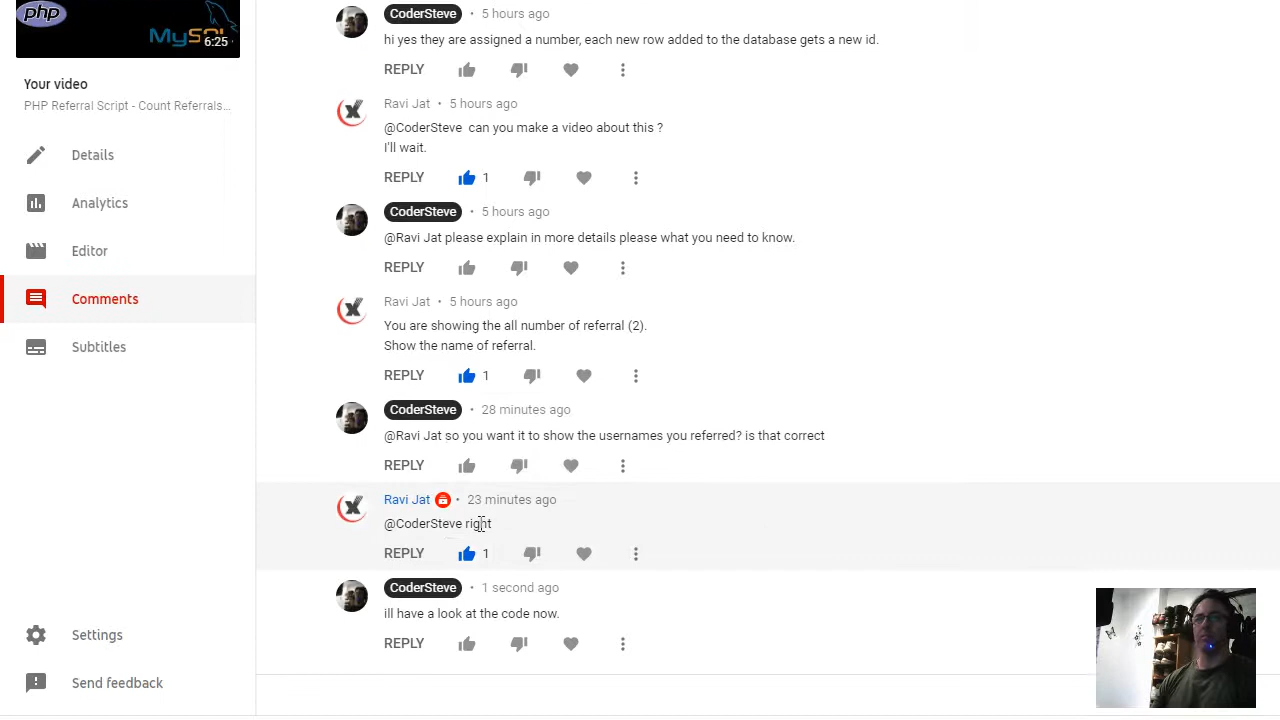 php
MySQL
6:25
Your video
PHP Referral Script - Count Referrals...
Details
Analytics
Editor
Comments
Subtitles
Settings
Send feedback
CoderSteve • 5 hours ago
hi yes they are assigned a number, each new row added to the database gets a new id.
REPLY
Ravi Jat • 5 hours ago
@CoderSteve can you make a video about this ?
I'll wait.
REPLY 1
CoderSteve • 5 hours ago
@Ravi Jat please explain in more details please what you need to know.
REPLY
Ravi Jat • 5 hours ago
You are showing the all number of referral (2).
Show the name of referral.
REPLY 1
CoderSteve • 28 minutes ago
@Ravi Jat so you want it to show the usernames you referred? is that correct
REPLY
Ravi Jat • 23 minutes ago
@CoderSteve right
REPLY 1
CoderSteve • 1 second ago
ill have a look at the code now.
REPLY